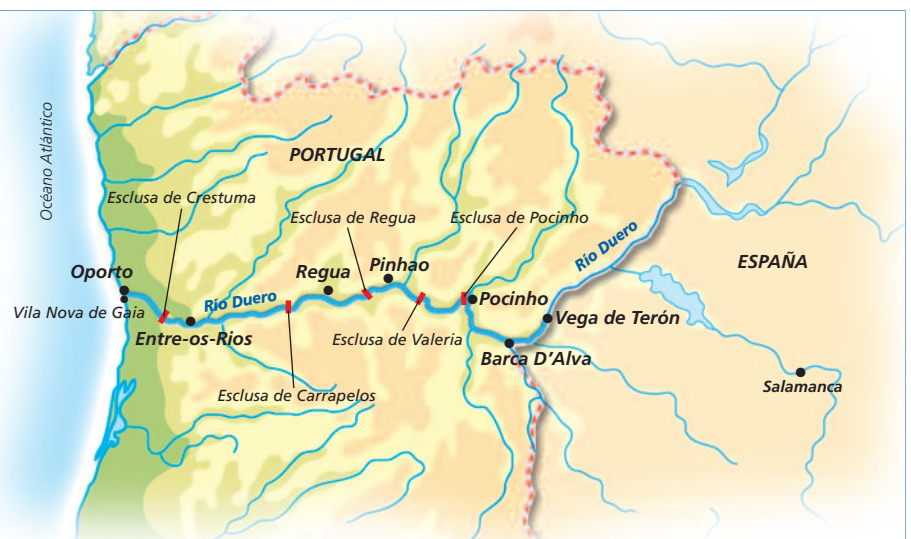 Océano Atlántico
PORTUGAL
Esclusa de Crestuma
Esclusa de Regua
Esclusa de Pocinho
Río Duero
ESPAÑA
Oporto
Regua
Pinhao
Vila Nova de Gaia
Río Duero
Pocinho
Entre-os-Rios
Esclusa de Valeria
Vega de Terón
Barca D'Alva
Esclusa de Carrapelos
Salamanca